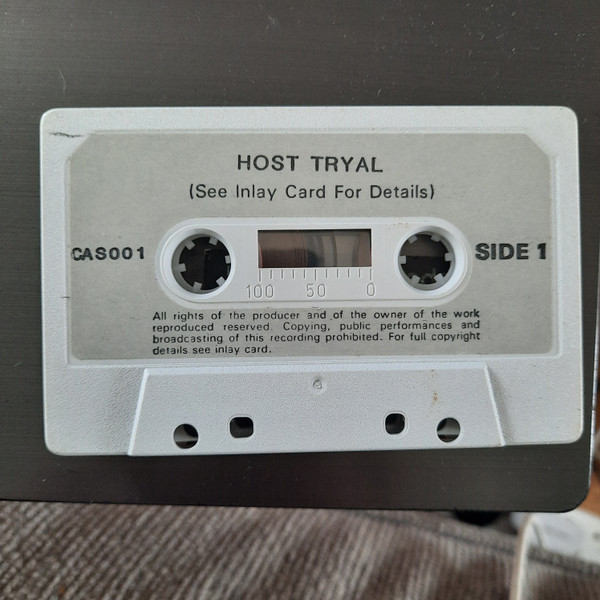 HOST TRYAL
(See Inlay Card For Details)
CAS001
SIDE 1
100 50 0
All rights of the producer and of the owner of the work
reproduced reserved. Copying, public performances and
broadcasting of this recording prohibited. For full copyright
details see inlay card.